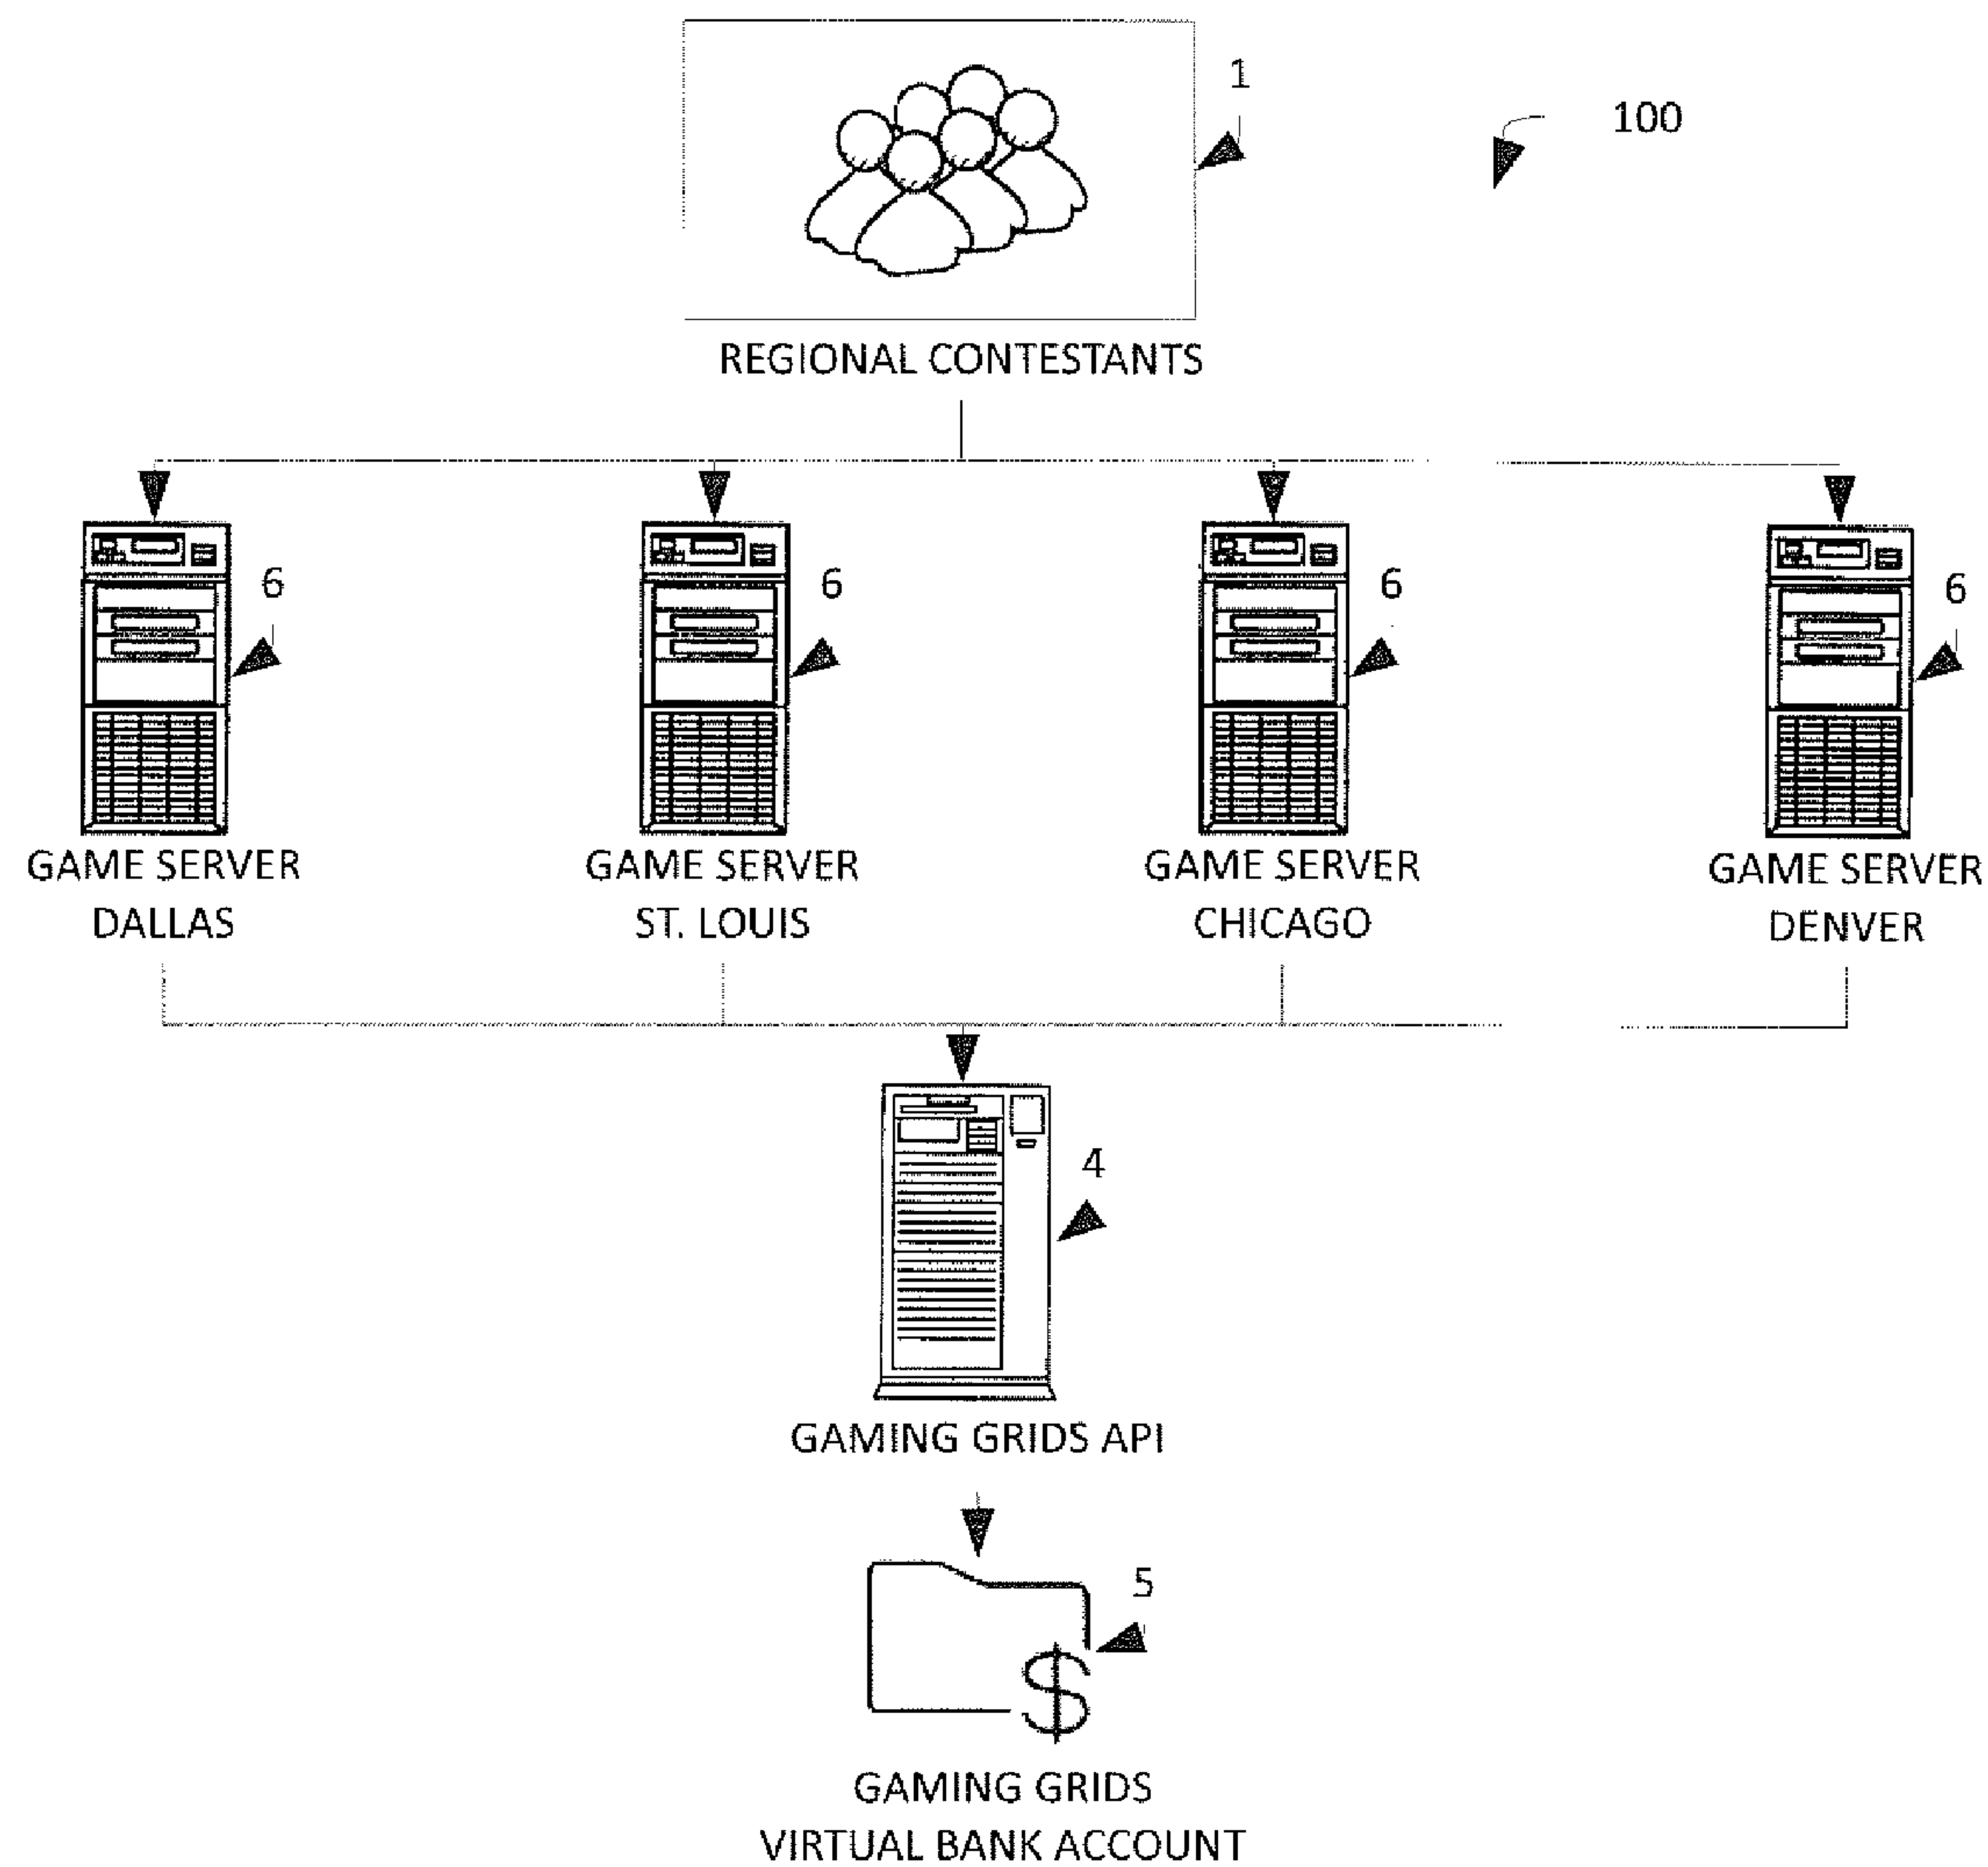 1
100
REGIONAL CONTESTANTS
6
6
6
6
GAME SERVER
DALLAS
GAME SERVER
ST. LOUIS
GAME SERVER
CHICAGO
GAME SERVER
DENVER
4
GAMING GRIDS API
5
$
GAMING GRIDS
VIRTUAL BANK ACCOUNT